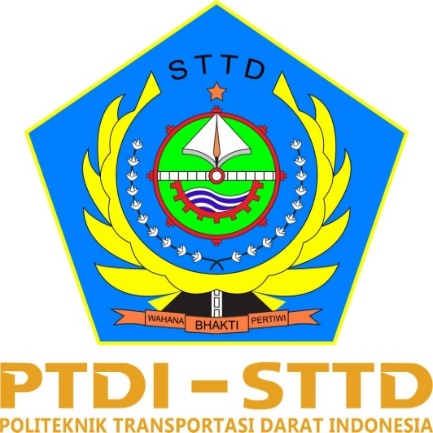 STTD
WAHANA BHAKTI PERTIWI
PTDI – STTD
POLITEKNIK TRANSPORTASI DARAT INDONESIA